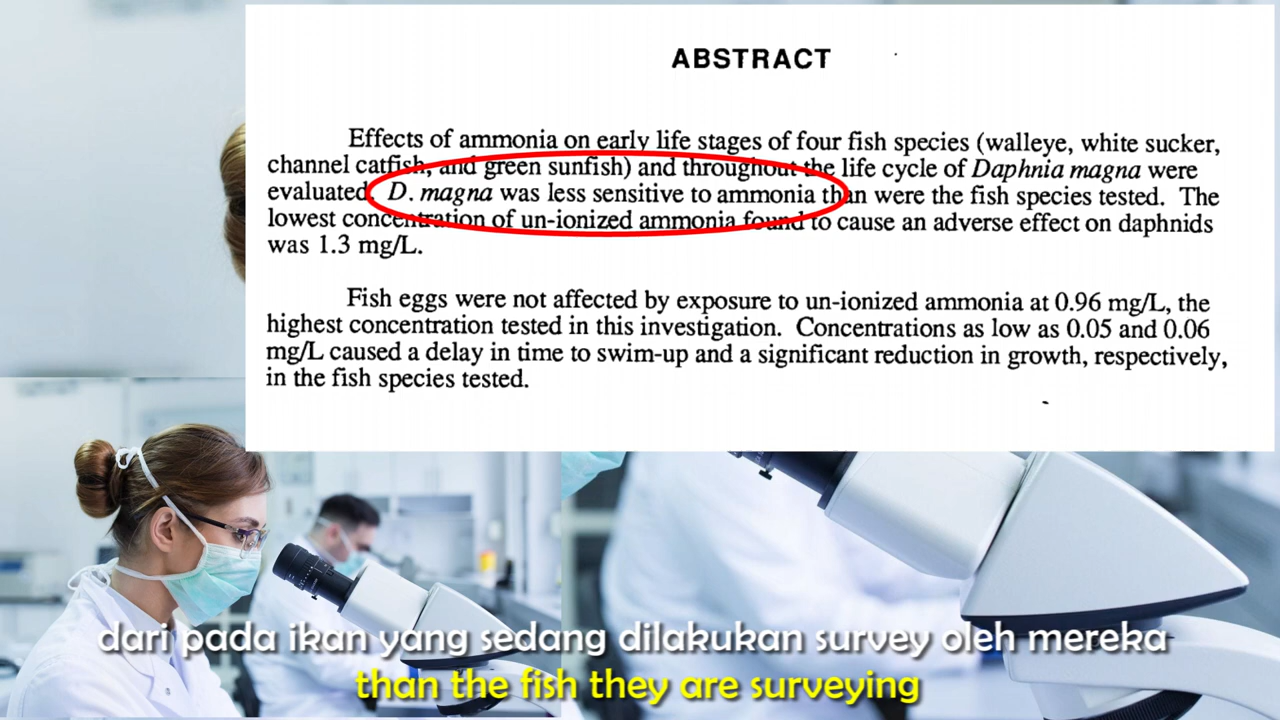 ABSTRACT
Effects of ammonia on early life stages of four fish species (walleye, white sucker,
channel catfish, and green sunfish) and throughout the life cycle of Daphnia magna were
evaluated. D. magna was less sensitive to ammonia than were the fish species tested. The
lowest concentration of un-ionized ammonia found to cause an adverse effect on daphnids
was 1.3 mg/L.
Fish eggs were not affected by exposure to un-ionized ammonia at 0.96 mg/L, the
highest concentration tested in this investigation. Concentrations as low as 0.05 and 0.06
mg/L caused a delay in time to swim-up and a significant reduction in growth, respectively,
in the fish species tested.
dari pada ikan yang sedang dilakukan survey oleh mereka
than the fish they are surveying